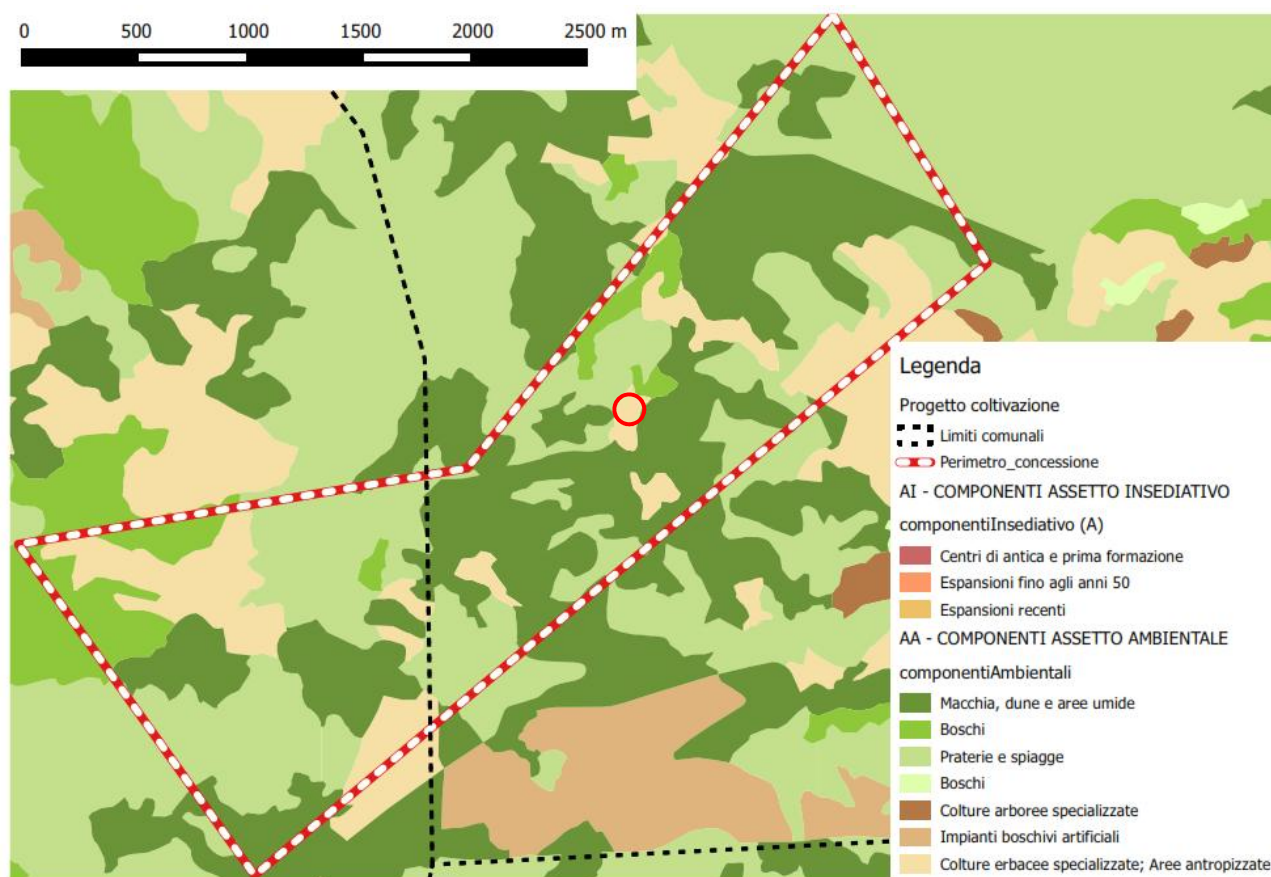 0 500 1000 1500 2000 2500 m
Legenda
Progetto coltivazione
Limiti comunali
Perimetro_concessione
AI - COMPONENTI ASSETTO INSEDIATIVO
componentiInsediativo (A)
Centri di antica e prima formazione
Espansioni fino agli anni 50
Espansioni recenti
AA - COMPONENTI ASSETTO AMBIENTALE
componentiAmbientali
Macchia, dune e aree umide
Boschi
Praterie e spiagge
Boschi
Colture arboree specializzate
Impianti boschivi artificiali
Colture erbacee specializzate; Aree antropizzate